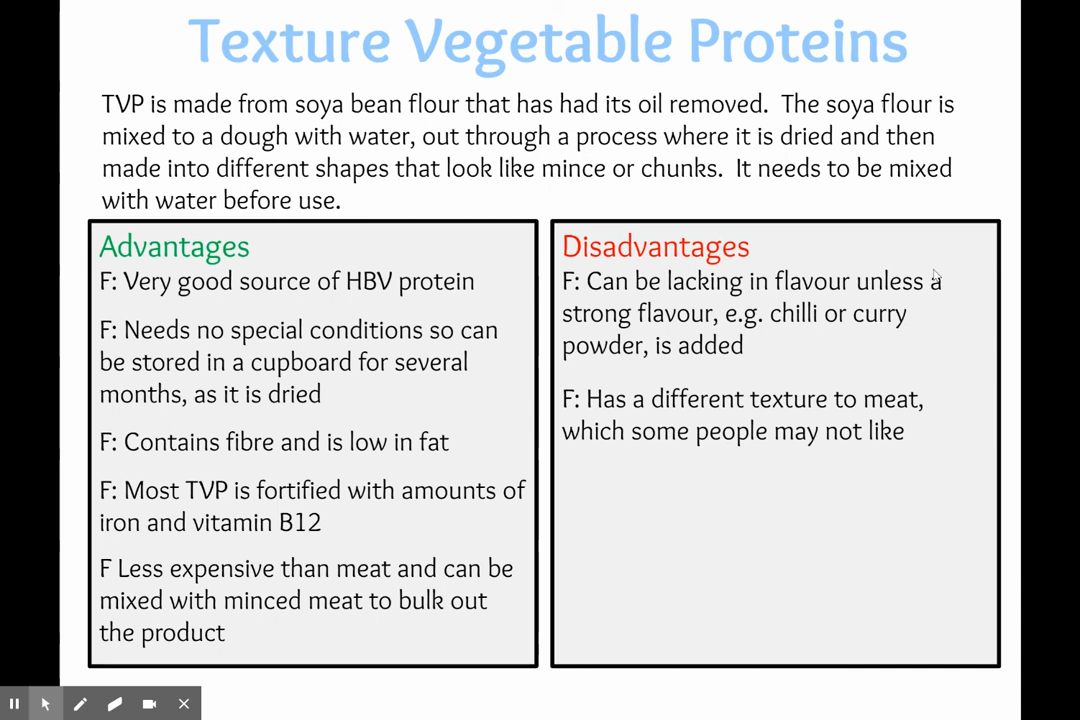 Texture Vegetable Proteins
TVP is made from soya bean flour that has had its oil removed.  The soya flour is
mixed to a dough with water, out through a process where it is dried and then
made into different shapes that look like mince or chunks.  It needs to be mixed
with water before use.
Advantages
F: Very good source of HBV protein
F: Needs no special conditions so can
be stored in a cupboard for several
months, as it is dried
F: Contains fibre and is low in fat
F: Most TVP is fortified with amounts of
iron and vitamin B12
F Less expensive than meat and can be
mixed with minced meat to bulk out
the product
Disadvantages
F: Can be lacking in flavour unless a
strong flavour, e.g. chilli or curry
powder, is added
F: Has a different texture to meat,
which some people may not like